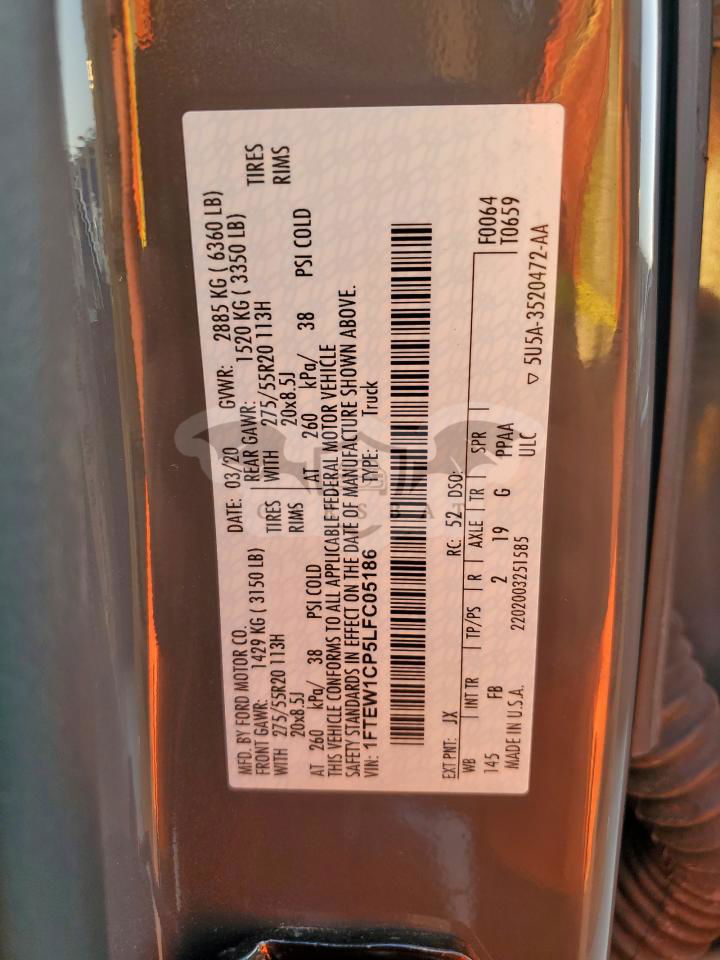 MFD. BY FORD MOTOR CO. DATE: 03/20 GVWR: 2885 KG ( 6360 LB)
FRONT GAWR: 1429 KG ( 3150 LB) REAR GAWR: 1520 KG ( 3350 LB)
WITH 275/55R20 113H TIRES WITH 275/55R20 113H TIRES
20x8.5J RIMS 20x8.5J RIMS
AT 260 kPa/ 38 PSI COLD AT 260 kPa/ 38 PSI COLD
THIS VEHICLE CONFORMS TO ALL APPLICABLE FEDERAL MOTOR VEHICLE
SAFETY STANDARDS IN EFFECT ON THE DATE OF MANUFACTURE SHOWN ABOVE.
VIN: 1FTEW1CP5LFC05186 TYPE: Truck
EXT PNT: JX RC: 52 DSO: F0064
WB INT TR TP/PS R AXLE TR SPR T0659
145 FB 2 19 G PPAA
MADE IN U.S.A. 2202003251585 ULC ▽ 5U5A-3520472-AA